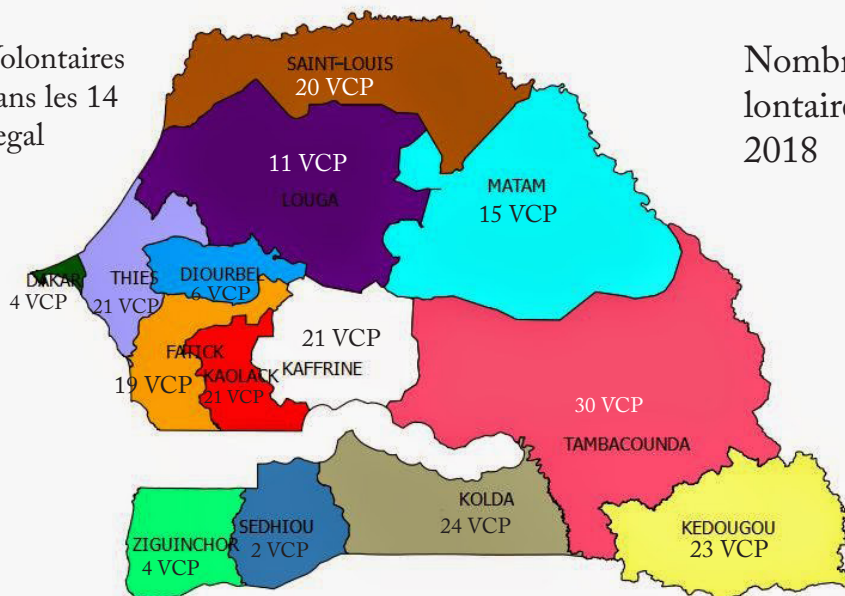 olontaires
ans les 14
egal
Nombr
lontaire
2018
SAINT-LOUIS
20 VCP
11 VCP
LOUGA
MATAM
15 VCP
DAKAR
4 VCP
THIES
21 VCP
DIOURBEL
6 VCP
FATICK
19 VCP
KAOLACK
21 VCP
21 VCP
KAFFRINE
30 VCP
TAMBACOUNDA
ZIGUINCHOR
4 VCP
SEDHIOU
2 VCP
KOLDA
24 VCP
KEDOUGOU
23 VCP